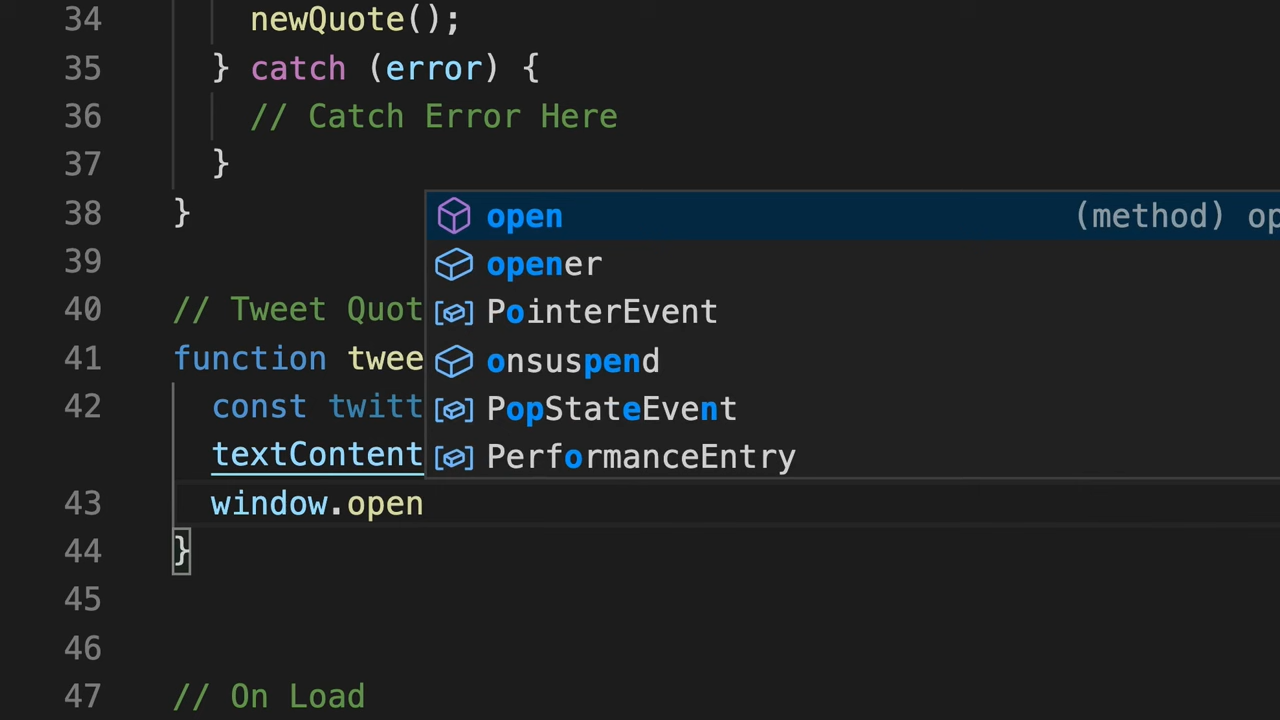 34 newQuote();
35 } catch (error) {
36 // Catch Error Here
37 }
38 }
open (method) op
39
opener
40 // Tweet Quot
PointerEvent
41 function twee
onsuspend
42 const twitt
PopStateEvent
textContent
PerformanceEntry
43 window.open
44 }
45
46
47 // On Load